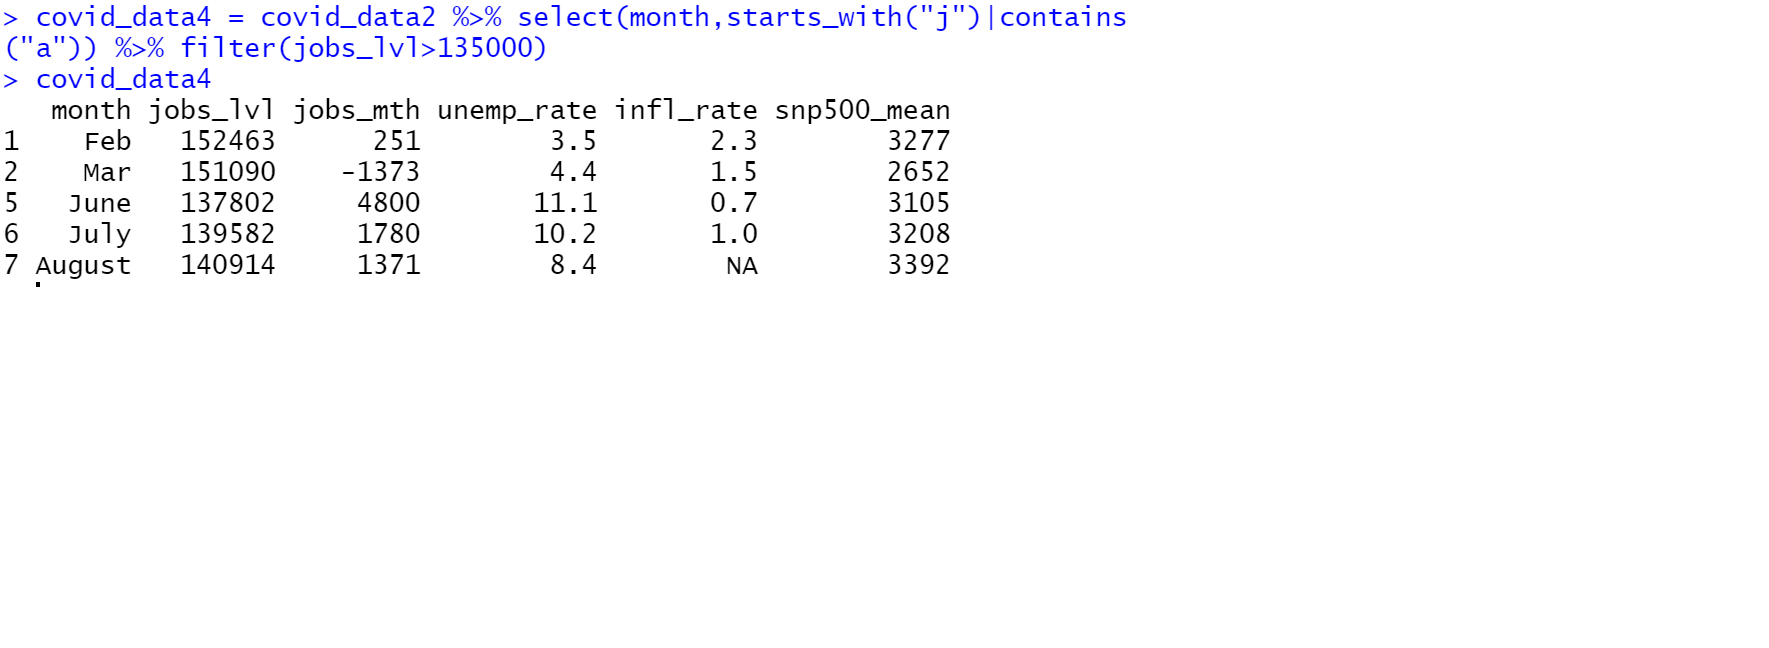 > covid_data4 = covid_data2 %>% select(month,starts_with("j")|contains
("a")) %>% filter(jobs_lvl>135000)
> covid_data4
   month jobs_lvl jobs_mth unemp_rate infl_rate snp500_mean
1    Feb   152463      251        3.5       2.3        3277
2    Mar   151090    -1373        4.4       1.5        2652
5   June   137802     4800       11.1       0.7        3105
6   July   139582     1780       10.2       1.0        3208
7 August   140914     1371        8.4        NA        3392